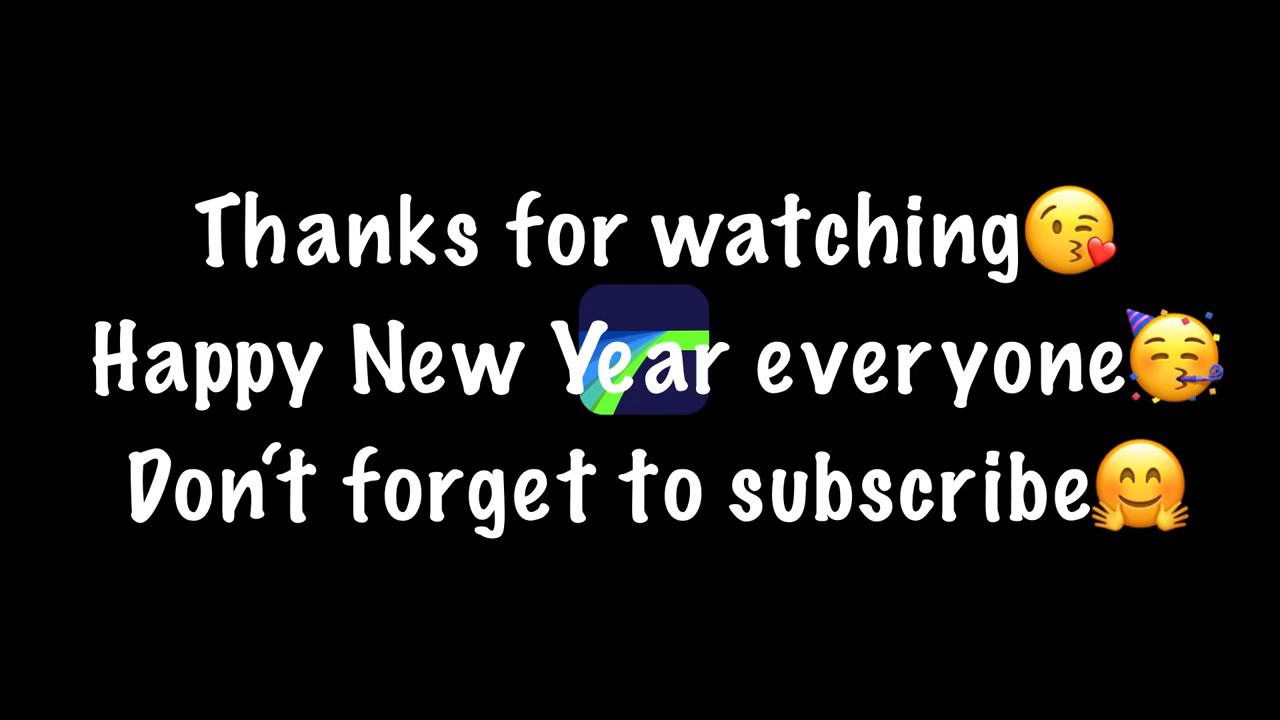 Thanks for watching😘
Happy New Year everyone🥳
Don‘t forget to subscribe🤗